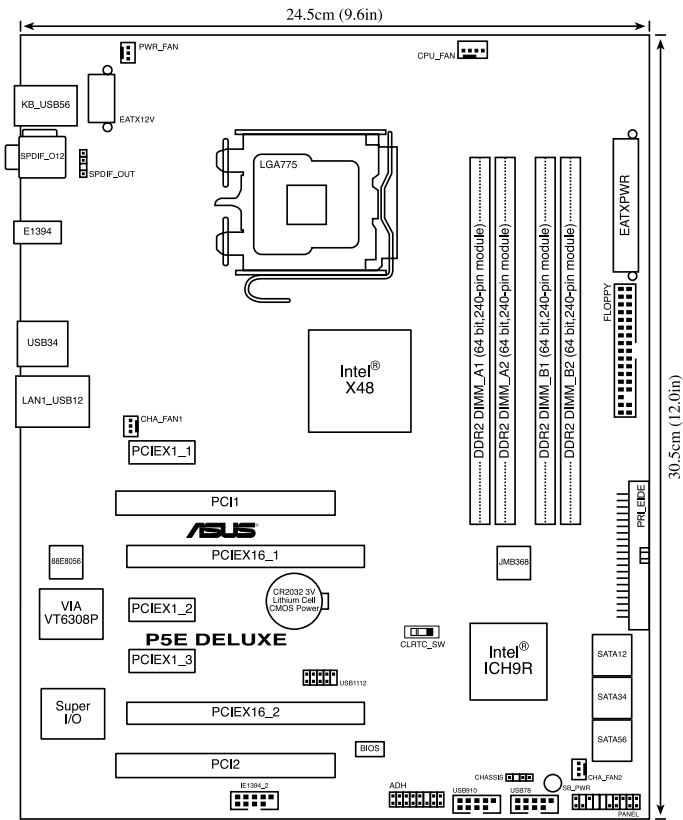 24.5cm (9.6in)
PWR_FAN
CPU_FAN
KB_USB56
EATX12V
SPDIF_O12
SPDIF_OUT
LGA775
E1394
EATXPWR
FLOPPY
DDR2 DIMM_A1 (64 bit,240-pin module)
DDR2 DIMM_A2 (64 bit,240-pin module)
DDR2 DIMM_B1 (64 bit,240-pin module)
DDR2 DIMM_B2 (64 bit,240-pin module)
USB34
Intel®
X48
LAN1_USB12
CHA_FAN1
30.5cm (12.0in)
PCIEX1_1
PCI1
PRI_EIDE
ASUS®
PCIEX16_1
88E8056
JMB368
CR2032 3V
Lithium Cell
CMOS Power
VIA
VT6308P
PCIEX1_2
P5E DELUXE
CLRTC_SW
PCIEX1_3
Intel®
ICH9R
SATA12
USB1112
SATA34
Super
I/O
PCIEX16_2
SATA56
BIOS
PCI2
CHASSIS
CHA_FAN2
IE1394_2
ADH
USB910
USB78
SB_PWR
PANEL